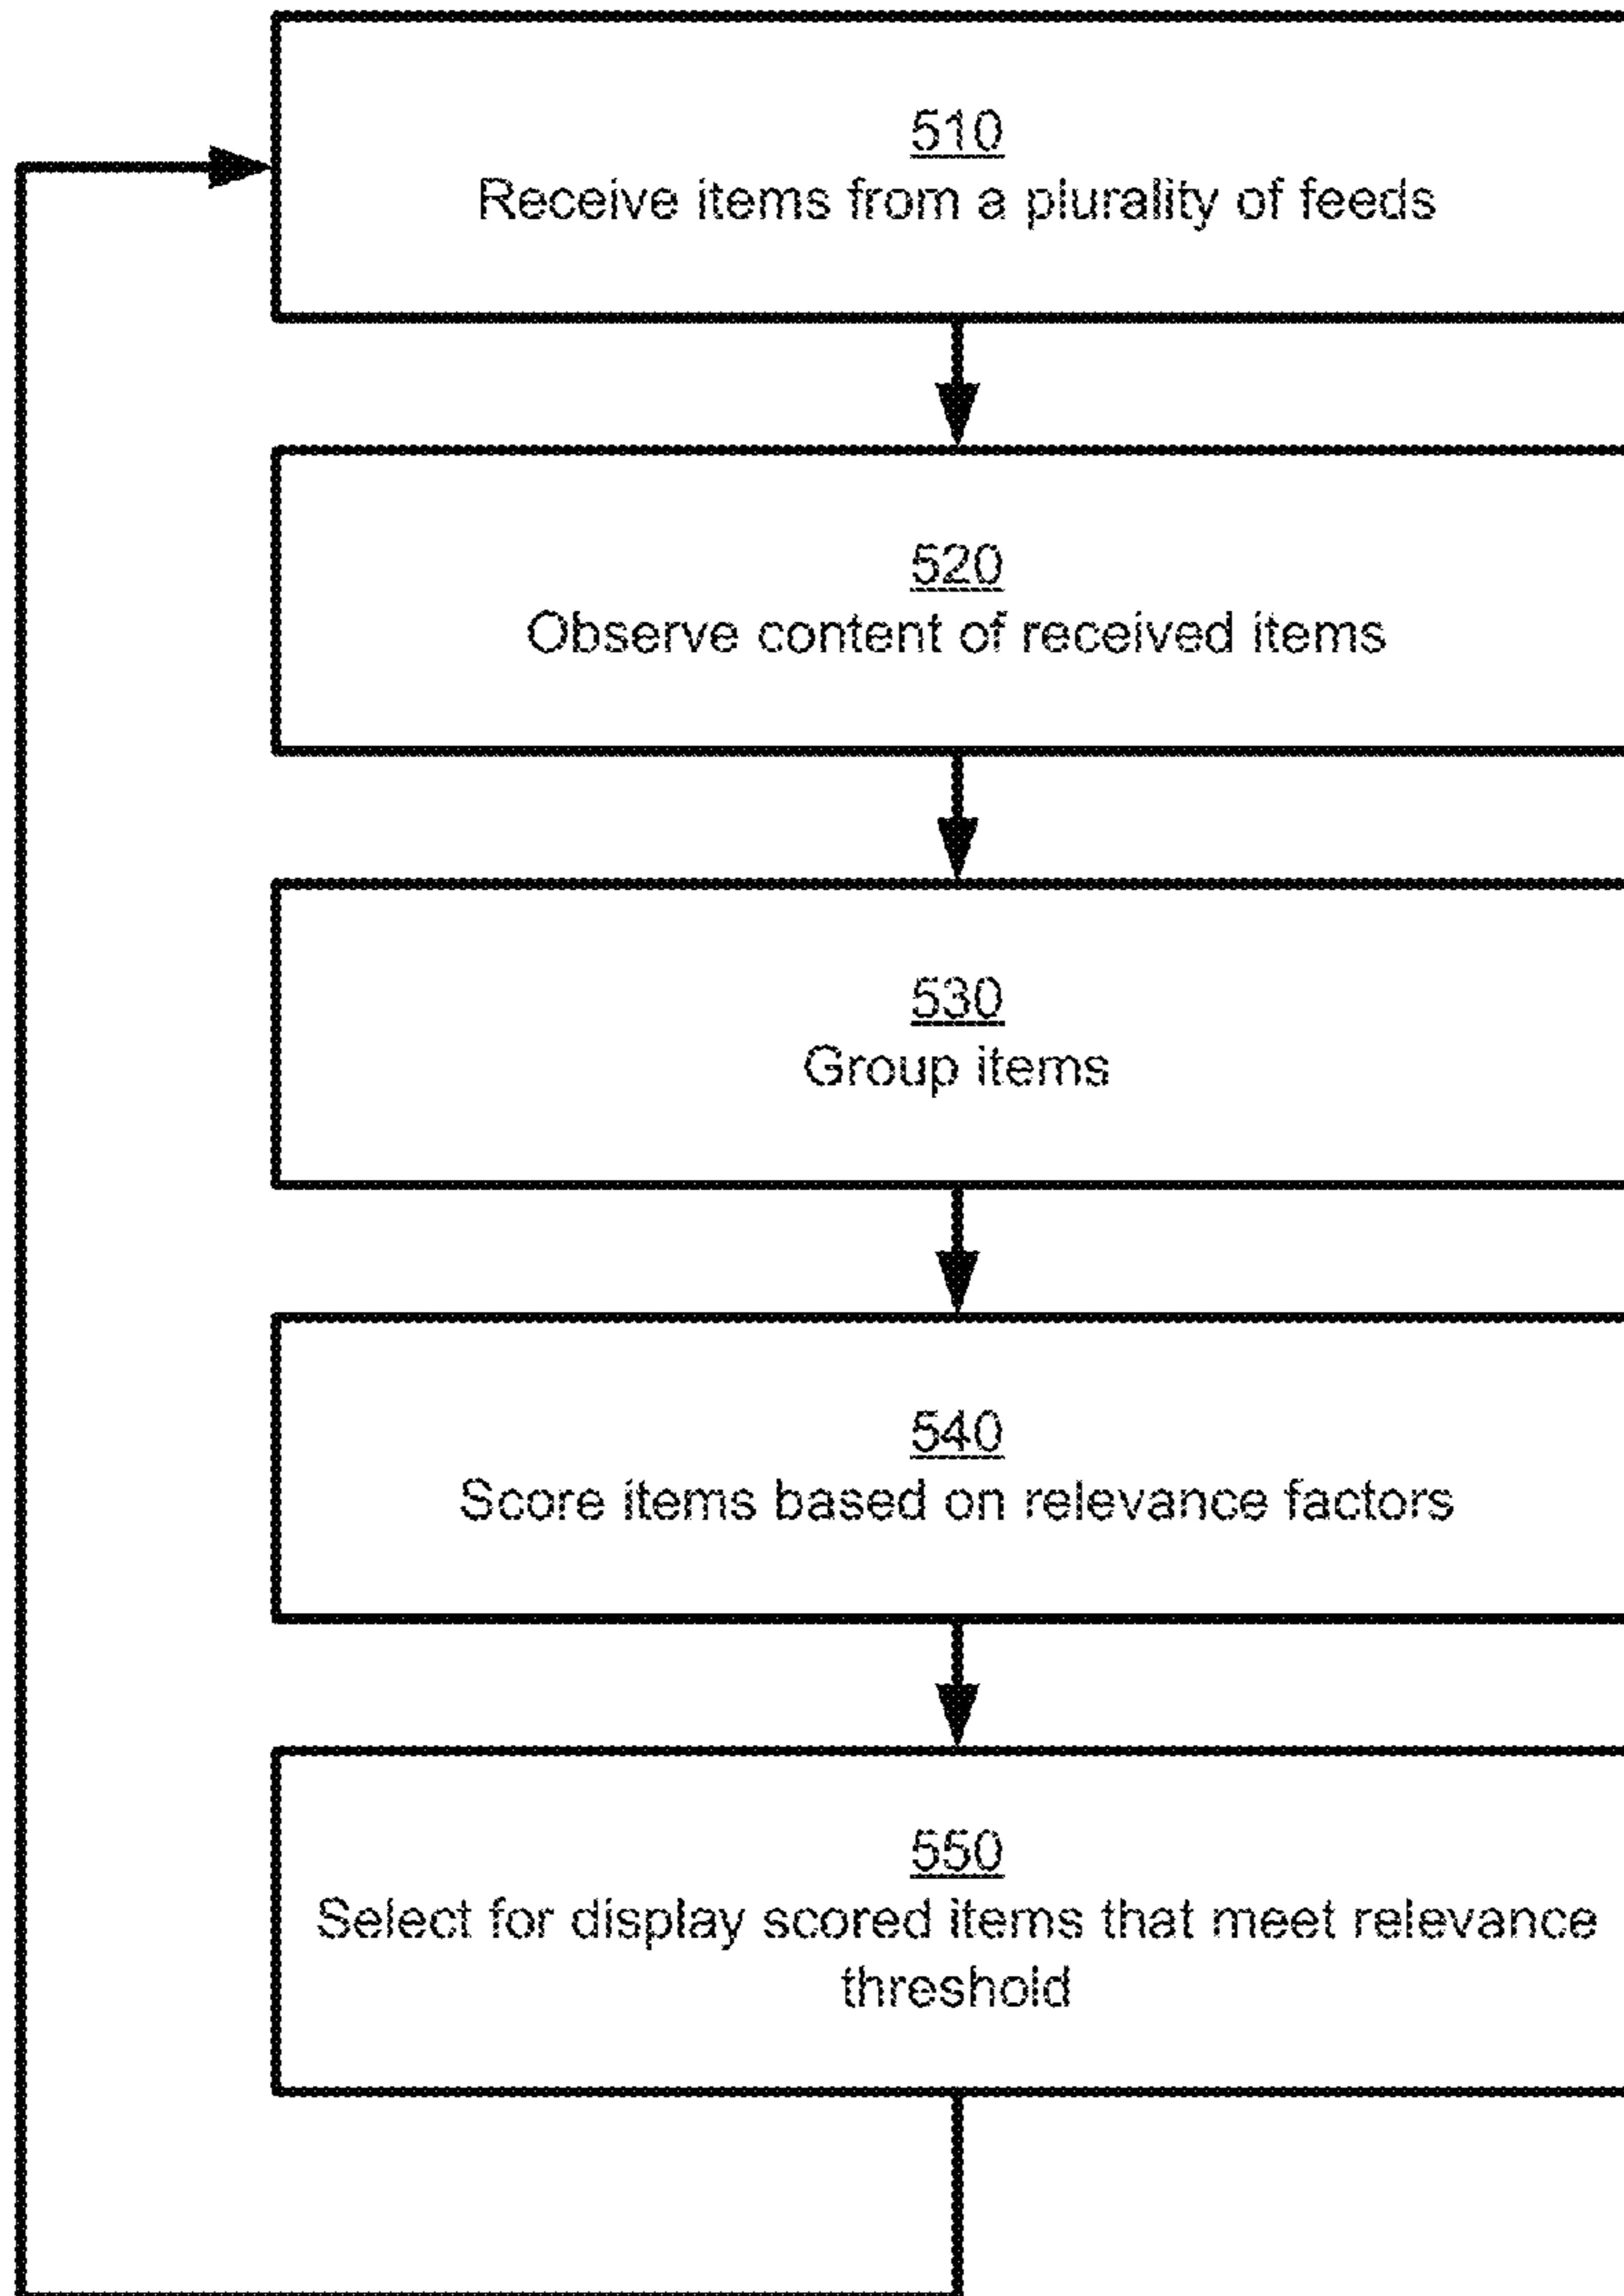 510
Receive items from a plurality of feeds
520
Observe content of received items
530
Group items
540
Score items based on relevance factors
550
Select for display scored items that meet relevance
threshold